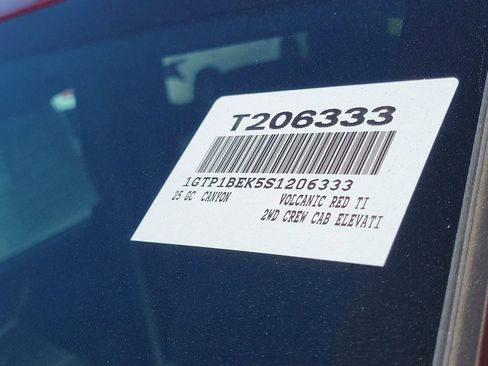 T206333
1GTP1BEK5S1206333
25 GC CANYON VOLCANIC RED TI
2WD CREW CAB ELEVATI